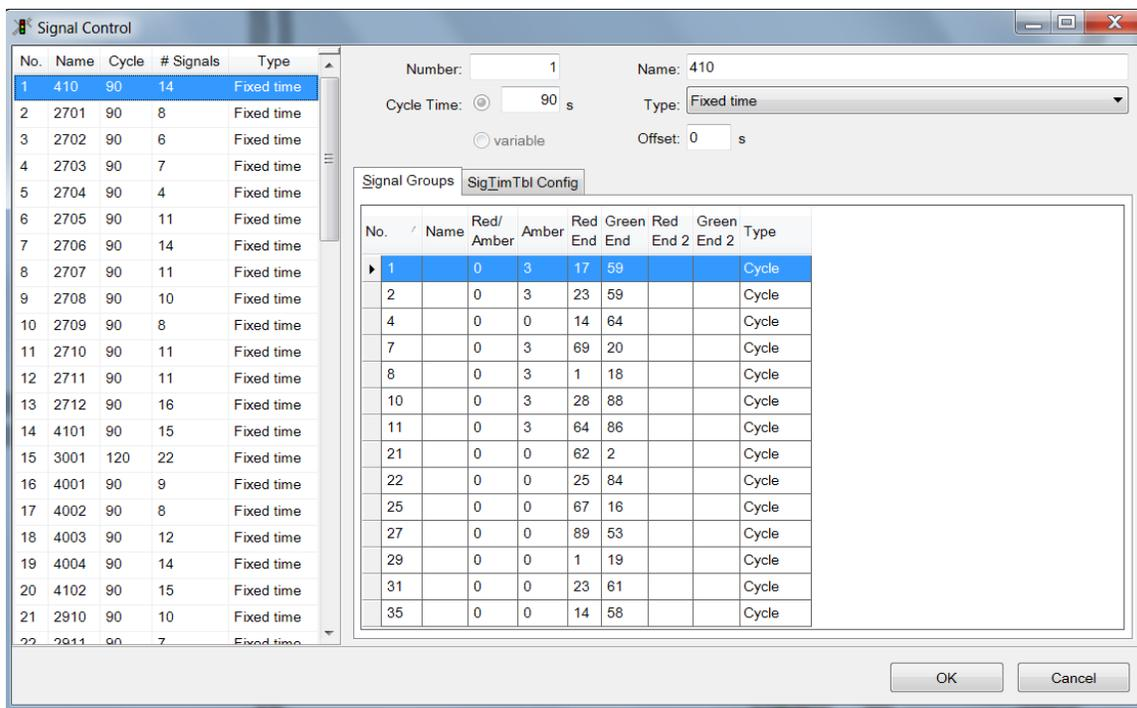 Signal Control
No. Name Cycle # Signals Type
1 410 90 14 Fixed time
2 2701 90 8 Fixed time
3 2702 90 6 Fixed time
4 2703 90 7 Fixed time
5 2704 90 4 Fixed time
6 2705 90 11 Fixed time
7 2706 90 14 Fixed time
8 2707 90 11 Fixed time
9 2708 90 10 Fixed time
10 2709 90 8 Fixed time
11 2710 90 11 Fixed time
12 2711 90 11 Fixed time
13 2712 90 16 Fixed time
14 4101 90 15 Fixed time
15 3001 120 22 Fixed time
16 4001 90 9 Fixed time
17 4002 90 8 Fixed time
18 4003 90 12 Fixed time
19 4004 90 14 Fixed time
20 4102 90 15 Fixed time
21 2910 90 10 Fixed time
22 2911 90 7 Fixed time
Number: 1 Name: 410
Cycle Time: 90 s Type: Fixed time
variable Offset: 0 s
Signal Groups SigTimTbl Config
No. Name Red/ Amber Amber Red End Green End Red End 2 Green End 2 Type
1 0 3 17 59 Cycle
2 0 3 23 59 Cycle
4 0 0 14 64 Cycle
7 0 3 69 20 Cycle
8 0 3 1 18 Cycle
10 0 3 28 88 Cycle
11 0 3 64 86 Cycle
21 0 0 62 2 Cycle
22 0 0 25 84 Cycle
25 0 0 67 16 Cycle
27 0 0 89 53 Cycle
29 0 0 1 19 Cycle
31 0 0 23 61 Cycle
35 0 0 14 58 Cycle
OK Cancel